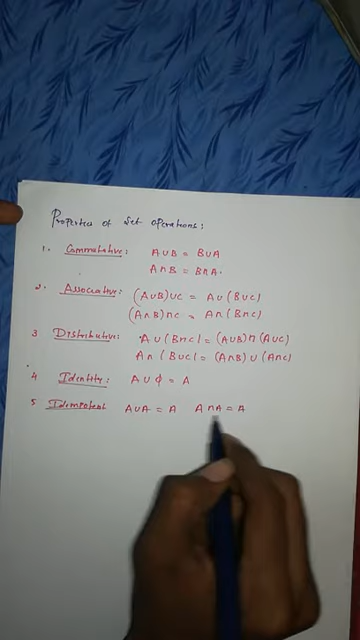 Properties of Set Operations:
1. Commutative: A∪B = B∪A
A∩B = B∩A.
2. Associative: (A∪B)∪C = A∪(B∪C)
(A∩B)∩C = A∩(B∩C)
3 Distributive: A∪(B∩C) = (A∪B)∩(A∪C)
A∩(B∪C) = (A∩B)∪(A∩C)
4 Identity: A∪ϕ = A
5 Idempotent A∪A = A A∩A = A